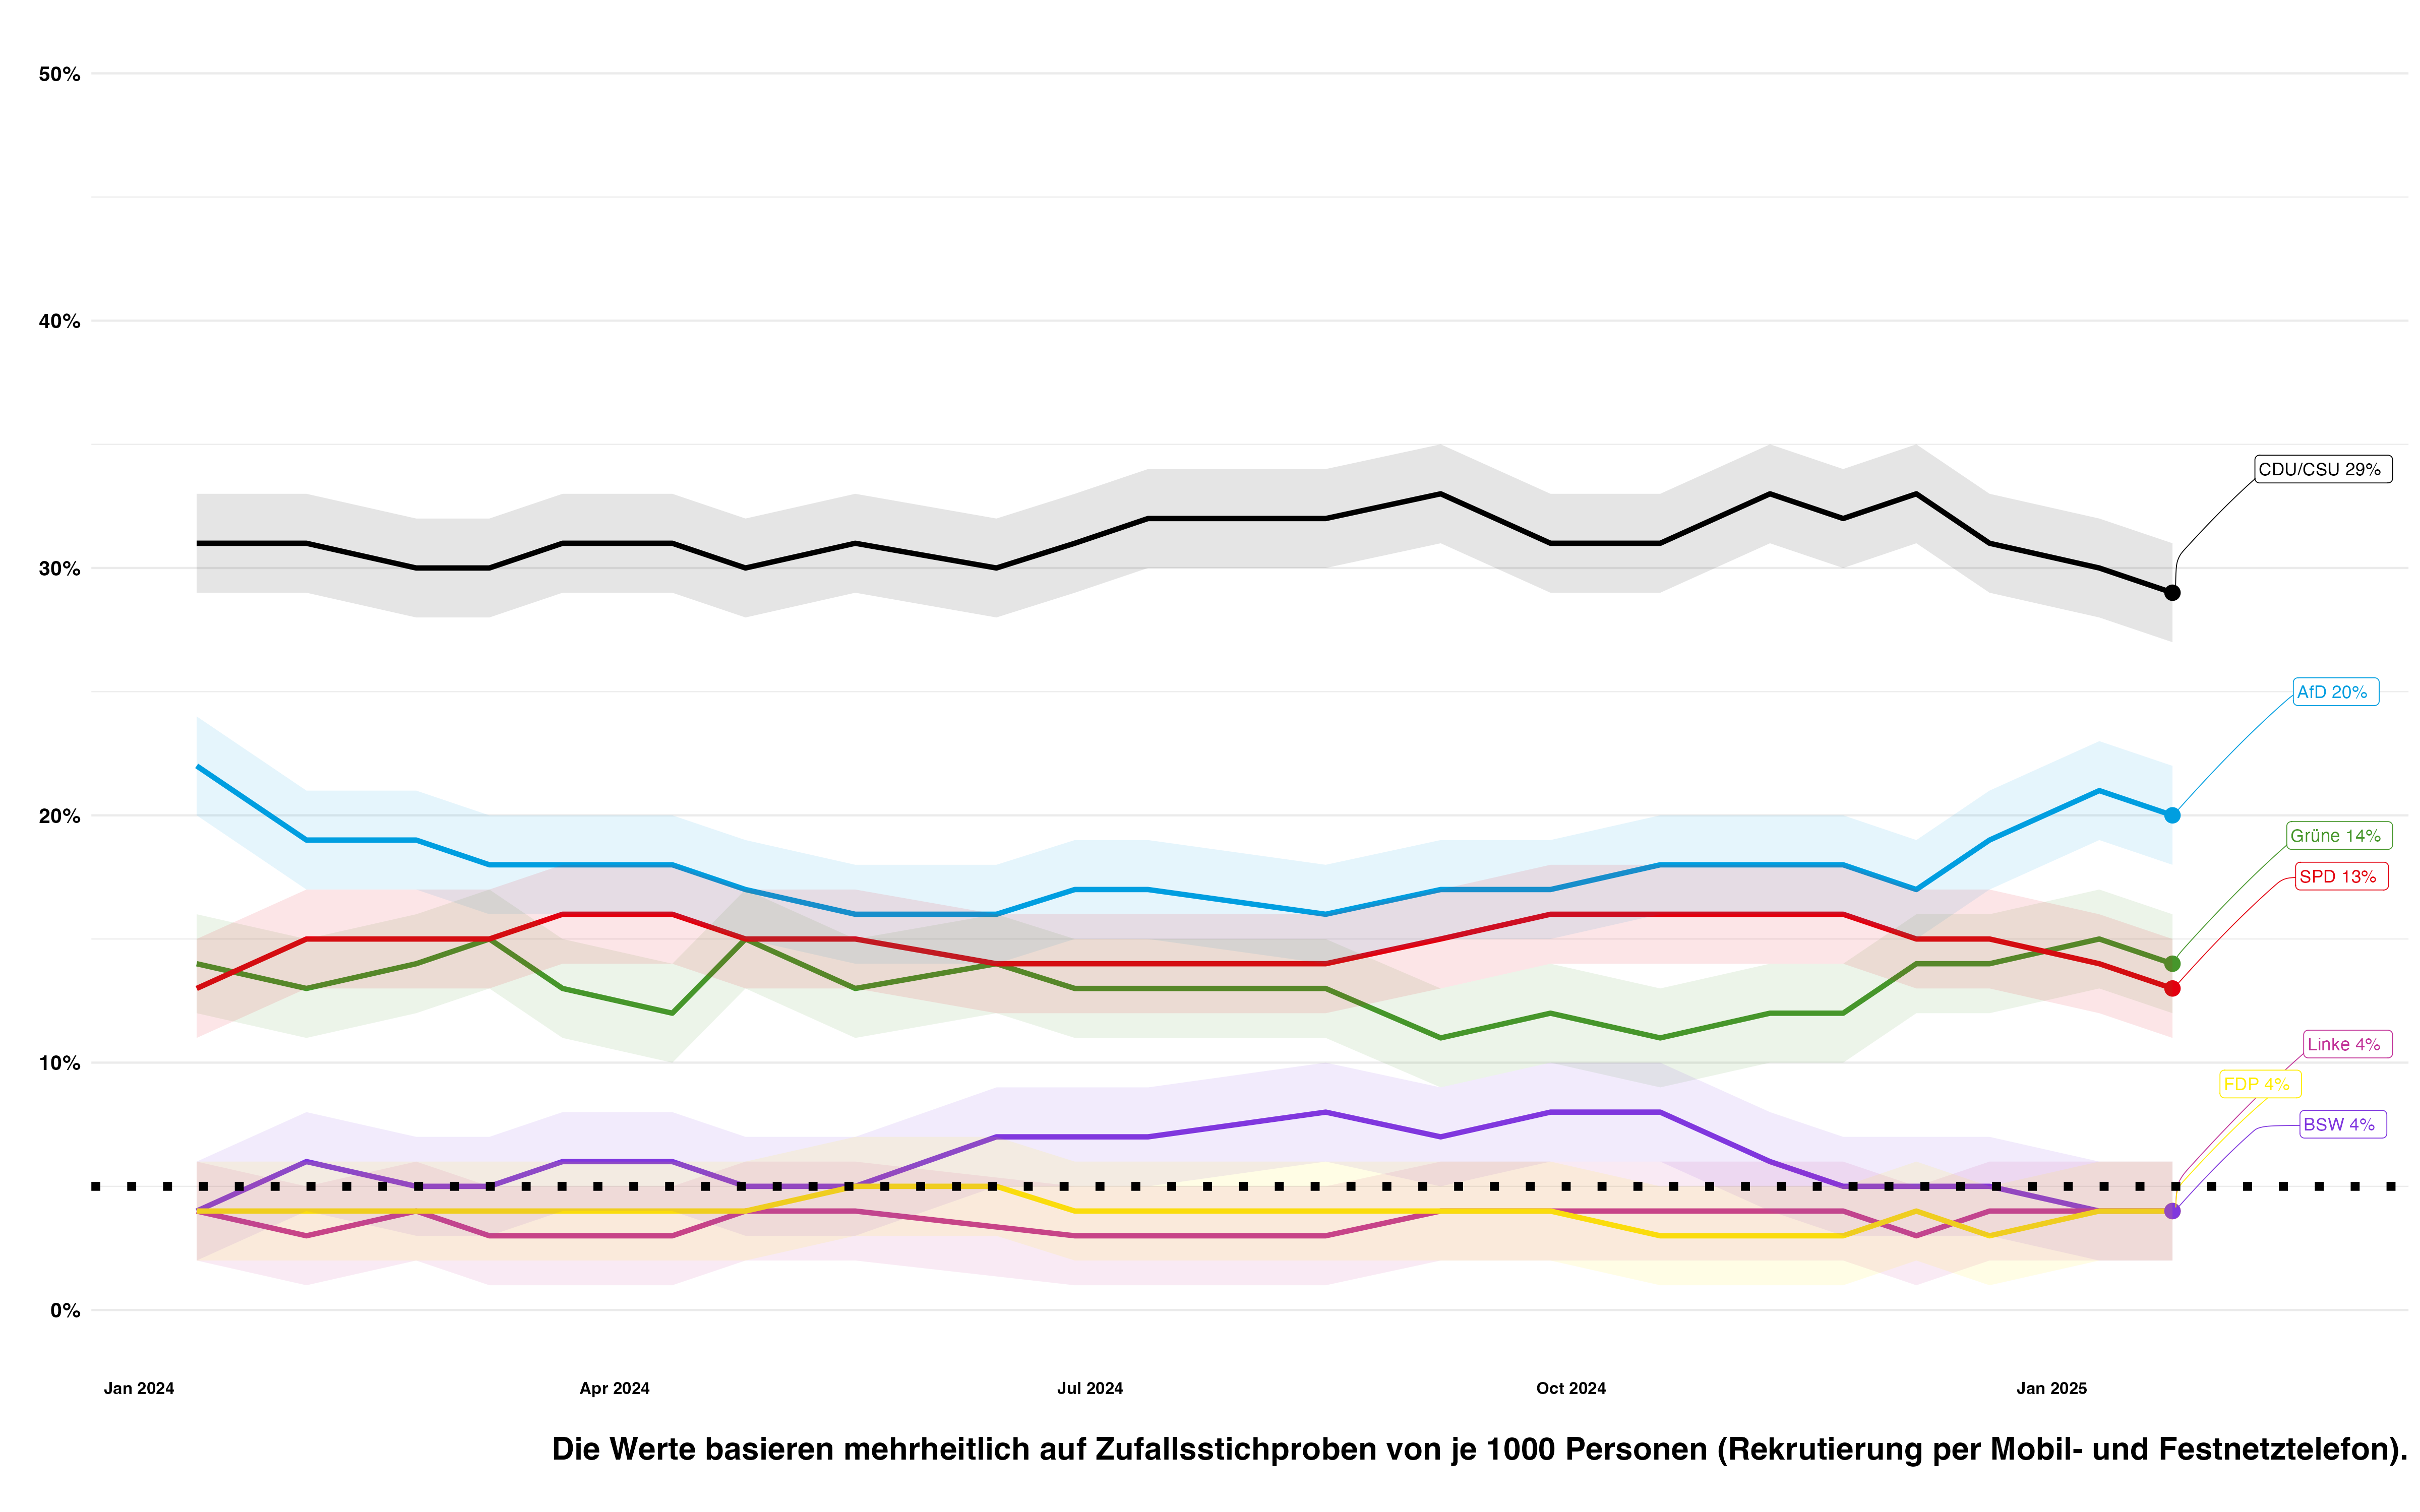 50%
40%
30%
20%
10%
0%
CDU/CSU 29%
AfD 20%
Grüne 14%
SPD 13%
Linke 4%
FDP 4%
BSW 4%
Jan 2024
Apr 2024
Jul 2024
Oct 2024
Jan 2025
Die Werte basieren mehrheitlich auf Zufallsstichproben von je 1000 Personen (Rekrutierung per Mobil- und Festnetztelefon).